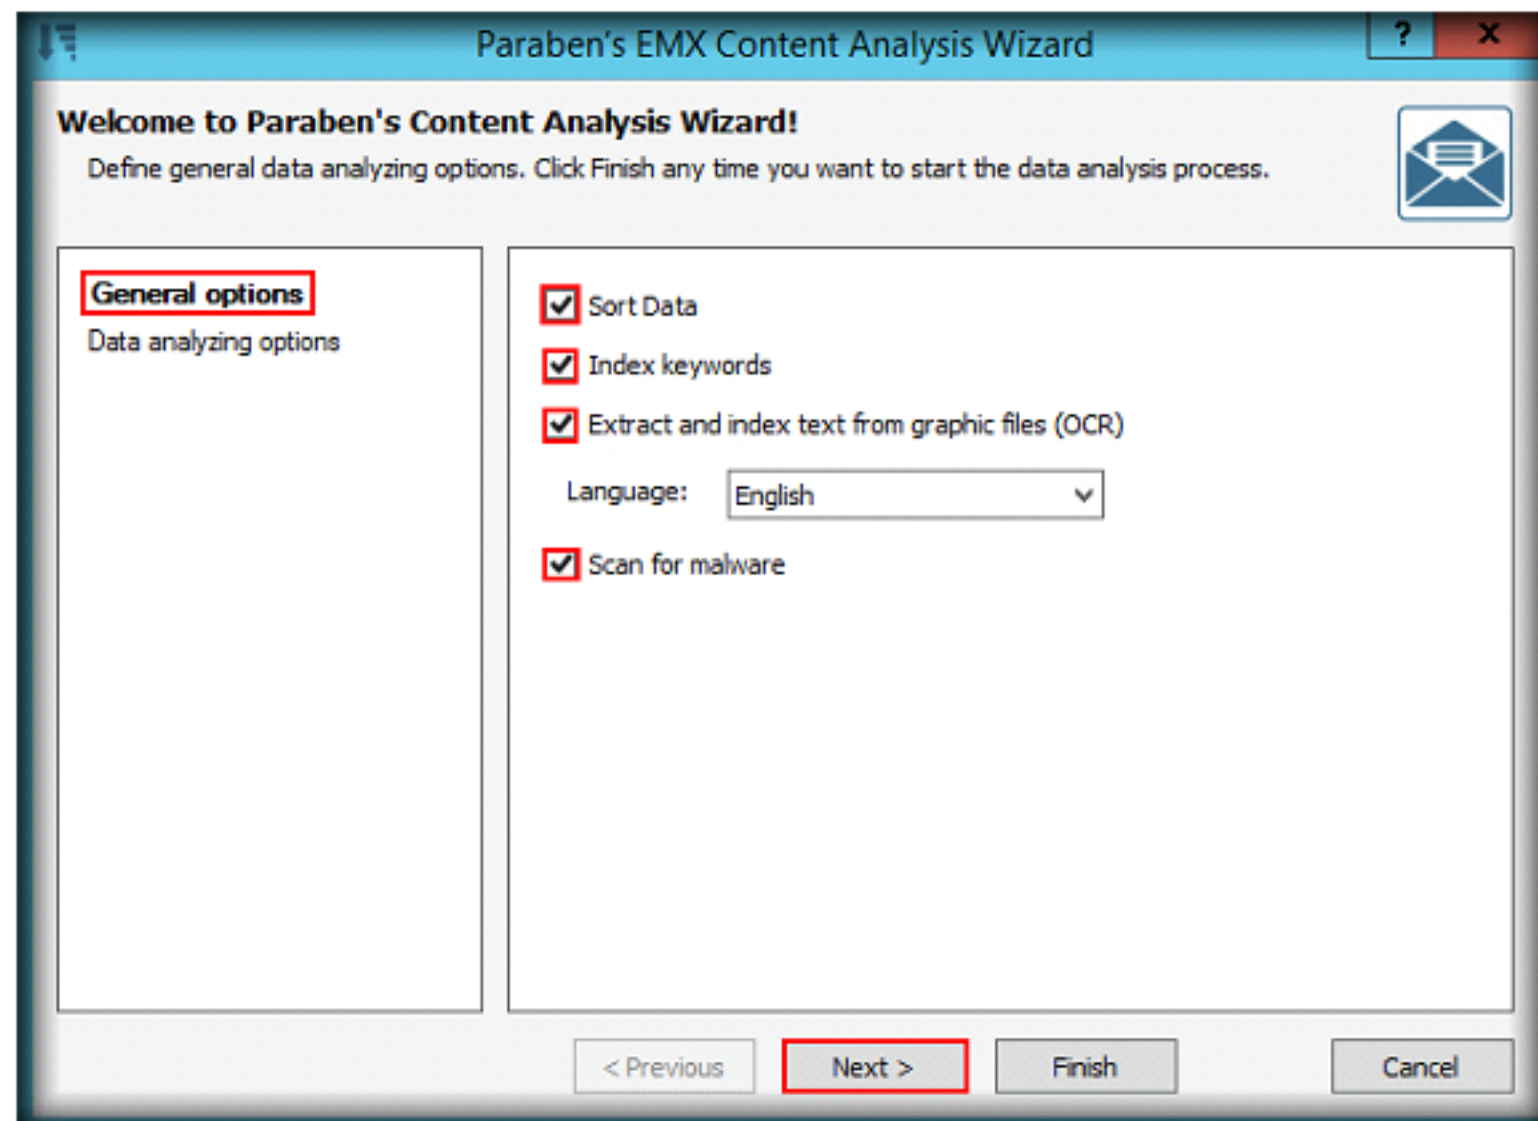 Paraben's EMX Content Analysis Wizard
?
x
Welcome to Paraben's Content Analysis Wizard!
Define general data analyzing options. Click Finish any time you want to start the data analysis process.
General options
Data analyzing options
Sort Data
Index keywords
Extract and index text from graphic files (OCR)
Language: English
Scan for malware
< Previous Next > Finish Cancel